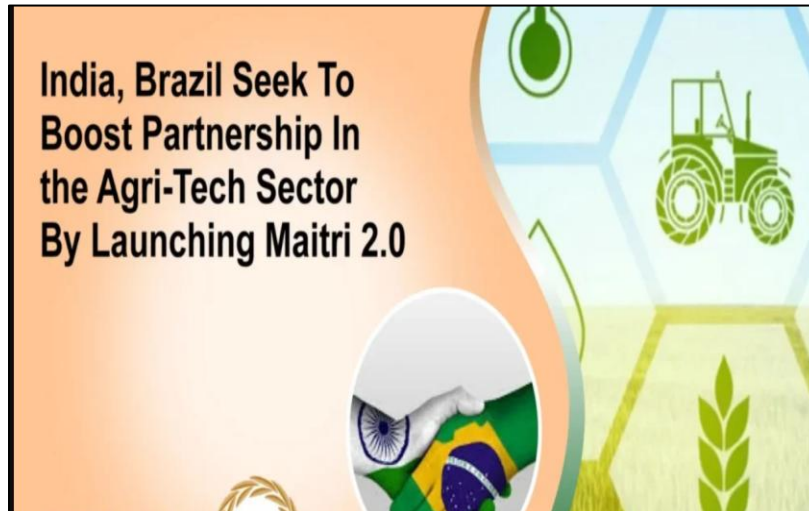 India, Brazil Seek To
Boost Partnership In
the Agri-Tech Sector
By Launching Maitri 2.0